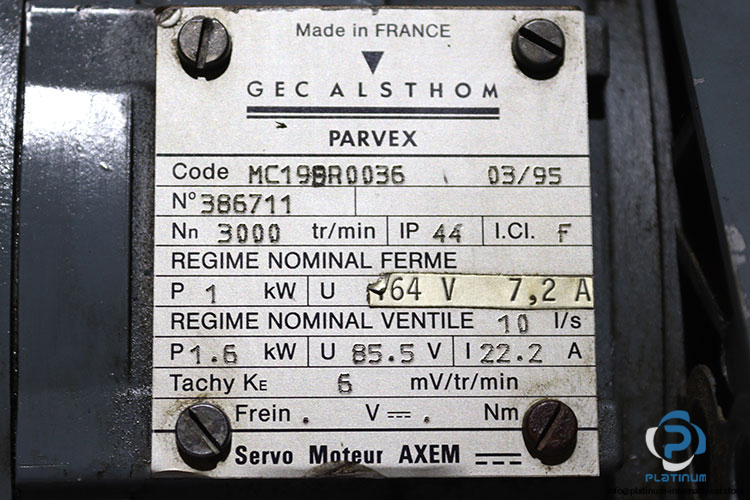 Made in FRANCE
GEC ALSTHOM
PARVEX
Code MC19BR0036 03/95
N° 386711
Nn 3000 tr/min IP 44 I.Cl. F
REGIME NOMINAL FERME
P 1 kW U 64 V 7,2 A
REGIME NOMINAL VENTILE 10 l/s
P 1.6 kW U 85.5 V I 22.2 A
Tachy KE 6 mV/tr/min
Frein . V . Nm
Servo Moteur AXEM
PLATINUM